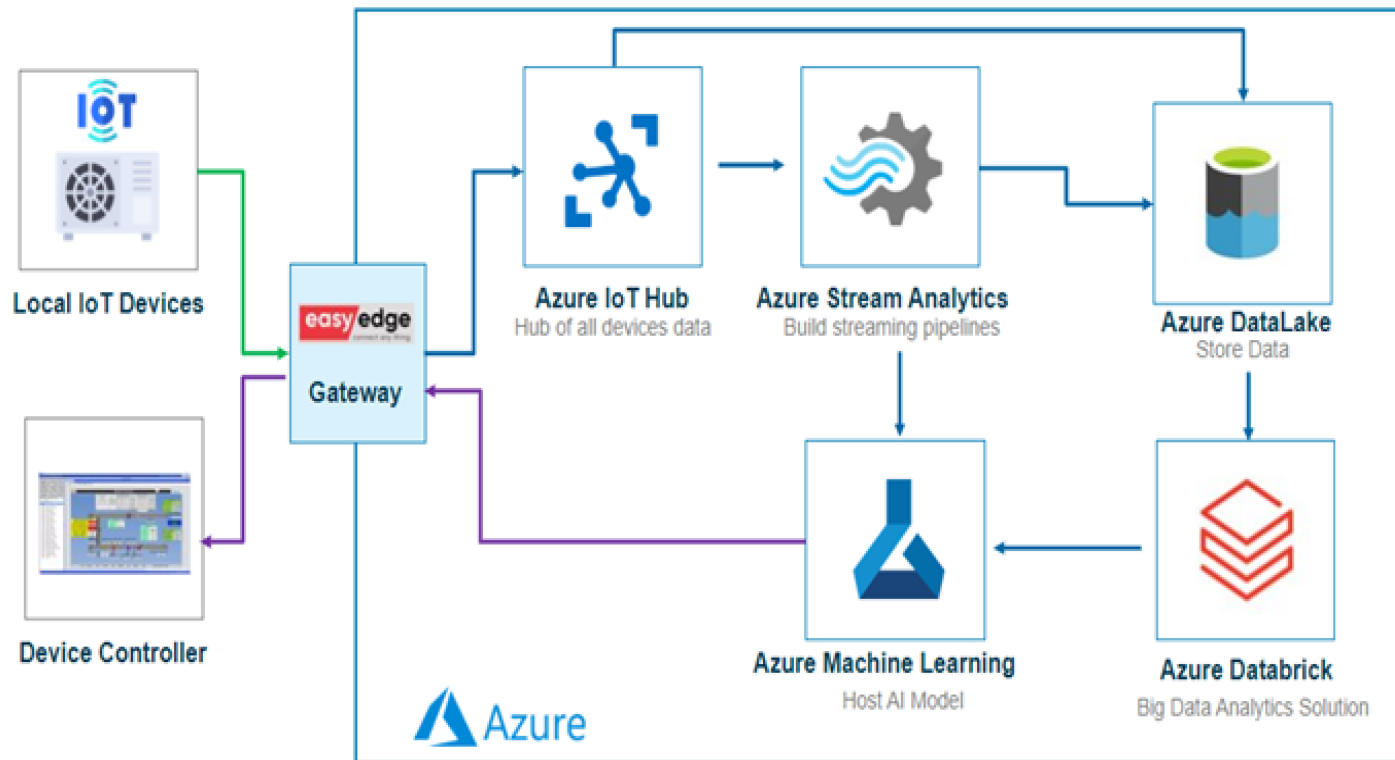 IoT
Local IoT Devices
easy edge
connect any thing
Gateway
Device Controller
Azure IoT Hub
Hub of all devices data
Azure Stream Analytics
Build streaming pipelines
Azure DataLake
Store Data
Azure Machine Learning
Host AI Model
Azure Databrick
Big Data Analytics Solution
Azure